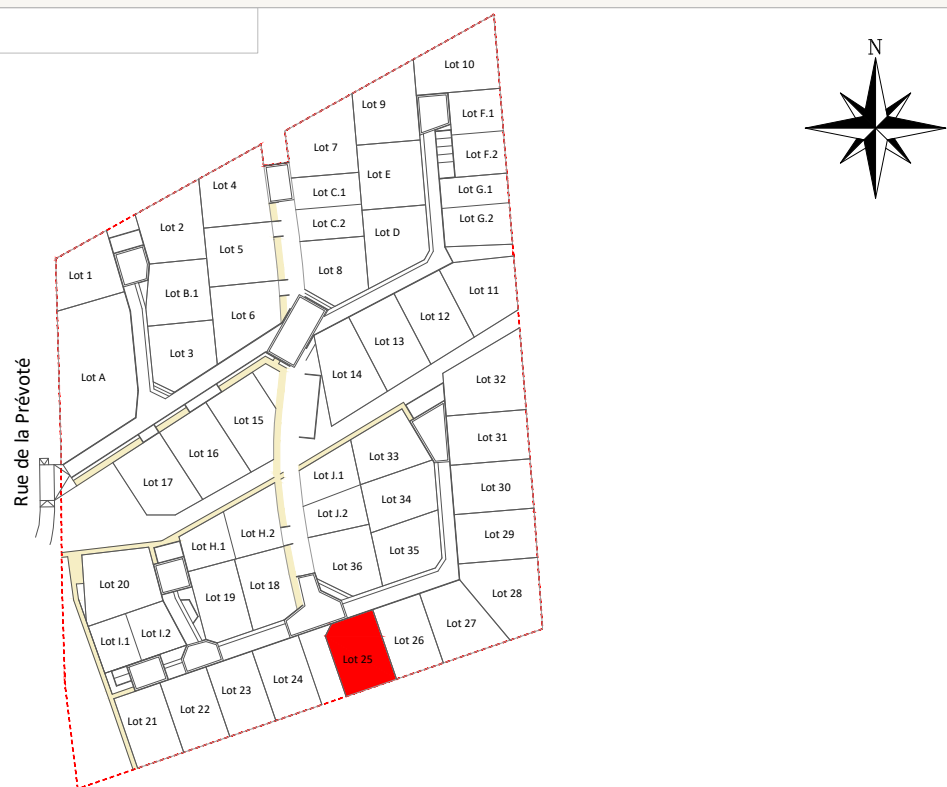 N
Lot 10
Lot 9
Lot F.1
Lot 7
Lot F.2
Lot E
Lot 4
Lot C.1
Lot G.1
Lot G.2
Lot C.2
Lot 2
Lot D
Lot 5
Lot 8
Lot 1
Lot B.1
Lot 11
Lot 6
Lot 12
Lot 13
Lot 3
Lot 14
Lot A
Lot 32
Rue de la Prévoté
Lot 15
Lot 31
Lot 16
Lot 33
Lot J.1
Lot 17
Lot 30
Lot 34
Lot J.2
Lot H.2
Lot 29
Lot H.1
Lot 35
Lot 36
Lot 20
Lot 18
Lot 28
Lot 19
Lot 27
Lot I.2
Lot I.1
Lot 26
Lot 25
Lot 24
Lot 23
Lot 22
Lot 21